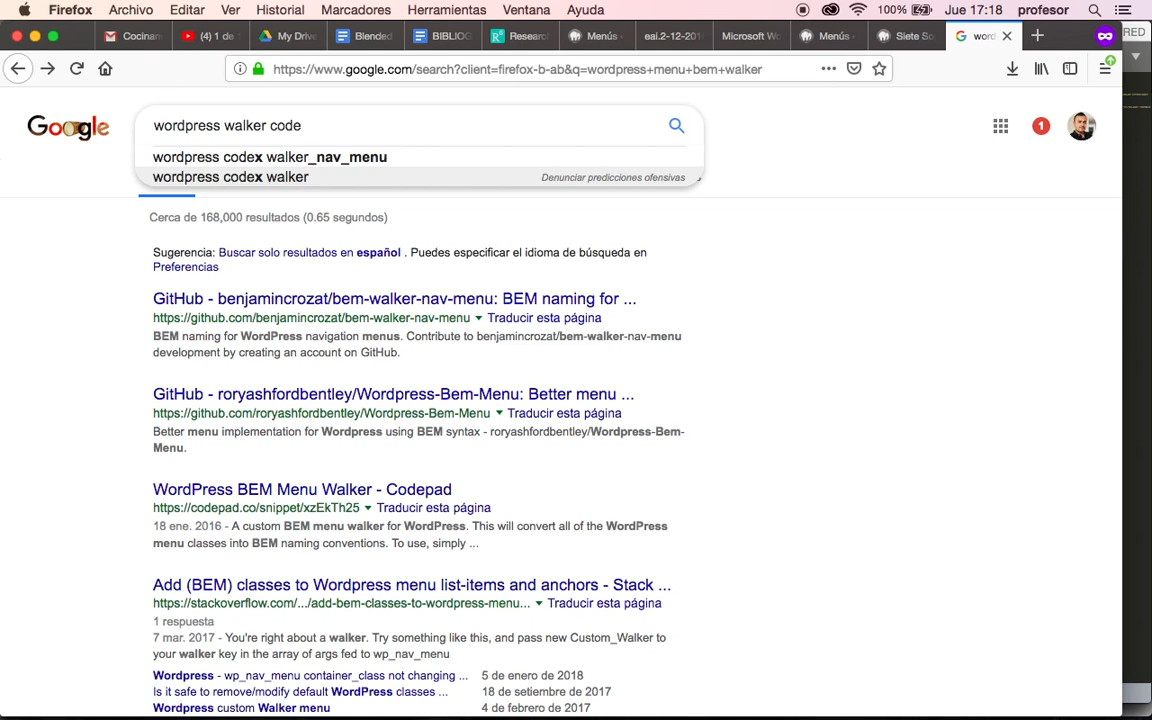 Firefox Archivo Editar Ver Historial Marcadores Herramientas Ventana Ayuda 100% Jue 17:18 profesor
Cocinan (4) 1 de My Drive Blended BIBLIOG Research Menús - eai.2-12-201 Microsoft Wo Menús - Siete So word RED
https://www.google.com/search?client=firefox-b-ab&q=wordpress+menu+bem+walker
Google wordpress walker code 1
wordpress codex walker_nav_menu
wordpress codex walker Denunciar predicciones ofensivas
Cerca de 168,000 resultados (0.65 segundos)
Sugerencia: Buscar solo resultados en español . Puedes especificar el idioma de búsqueda en
Preferencias
GitHub - benjamincrozat/bem-walker-nav-menu: BEM naming for ...
https://github.com/benjamincrozat/bem-walker-nav-menu Traducir esta página
BEM naming for WordPress navigation menus. Contribute to benjamincrozat/bem-walker-nav-menu
development by creating an account on GitHub.
GitHub - roryashfordbentley/Wordpress-Bem-Menu: Better menu ...
https://github.com/roryashfordbentley/Wordpress-Bem-Menu Traducir esta página
Better menu implementation for Wordpress using BEM syntax - roryashfordbentley/Wordpress-Bem-
Menu.
WordPress BEM Menu Walker - Codepad
https://codepad.co/snippet/xzEkTh25 Traducir esta página
18 ene. 2016 - A custom BEM menu walker for WordPress. This will convert all of the WordPress
menu classes into BEM naming conventions. To use, simply ...
Add (BEM) classes to Wordpress menu list-items and anchors - Stack ...
https://stackoverflow.com/.../add-bem-classes-to-wordpress-menu... Traducir esta página
1 respuesta
7 mar. 2017 - You're right about a walker. Try something like this, and pass new Custom_Walker to
your walker key in the array of args fed to wp_nav_menu
Wordpress - wp_nav_menu container_class not changing ... 5 de enero de 2018
Is it safe to remove/modify default WordPress classes ... 18 de setiembre de 2017
Wordpress custom Walker menu 4 de febrero de 2017